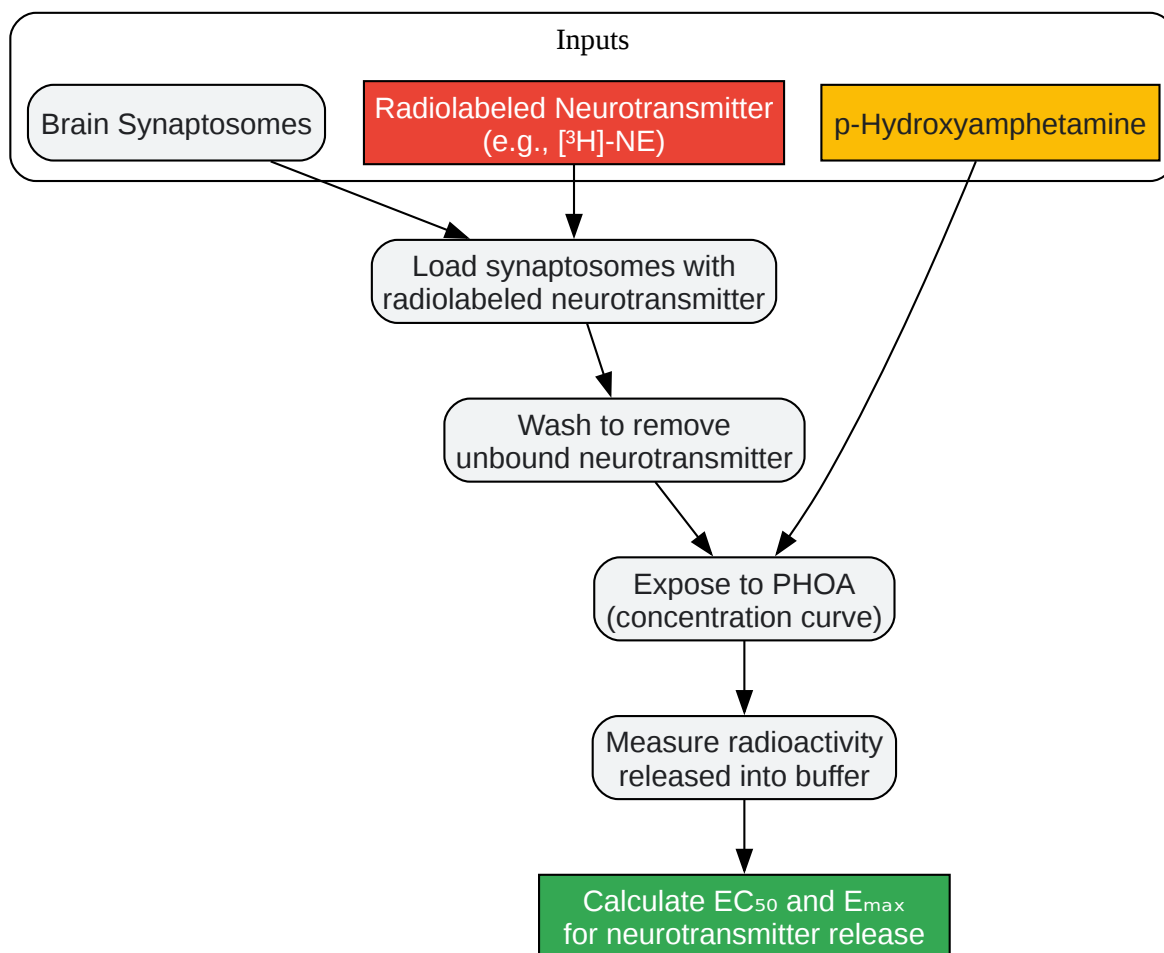 Inputs
Brain Synaptosomes
Radiolabeled Neurotransmitter
(e.g., [³H]-NE)
p-Hydroxyamphetamine
Load synaptosomes with
radiolabeled neurotransmitter
Wash to remove
unbound neurotransmitter
Expose to PHOA
(concentration curve)
Measure radioactivity
released into buffer
Calculate EC₅₀ and Eₘₐₓ
for neurotransmitter release